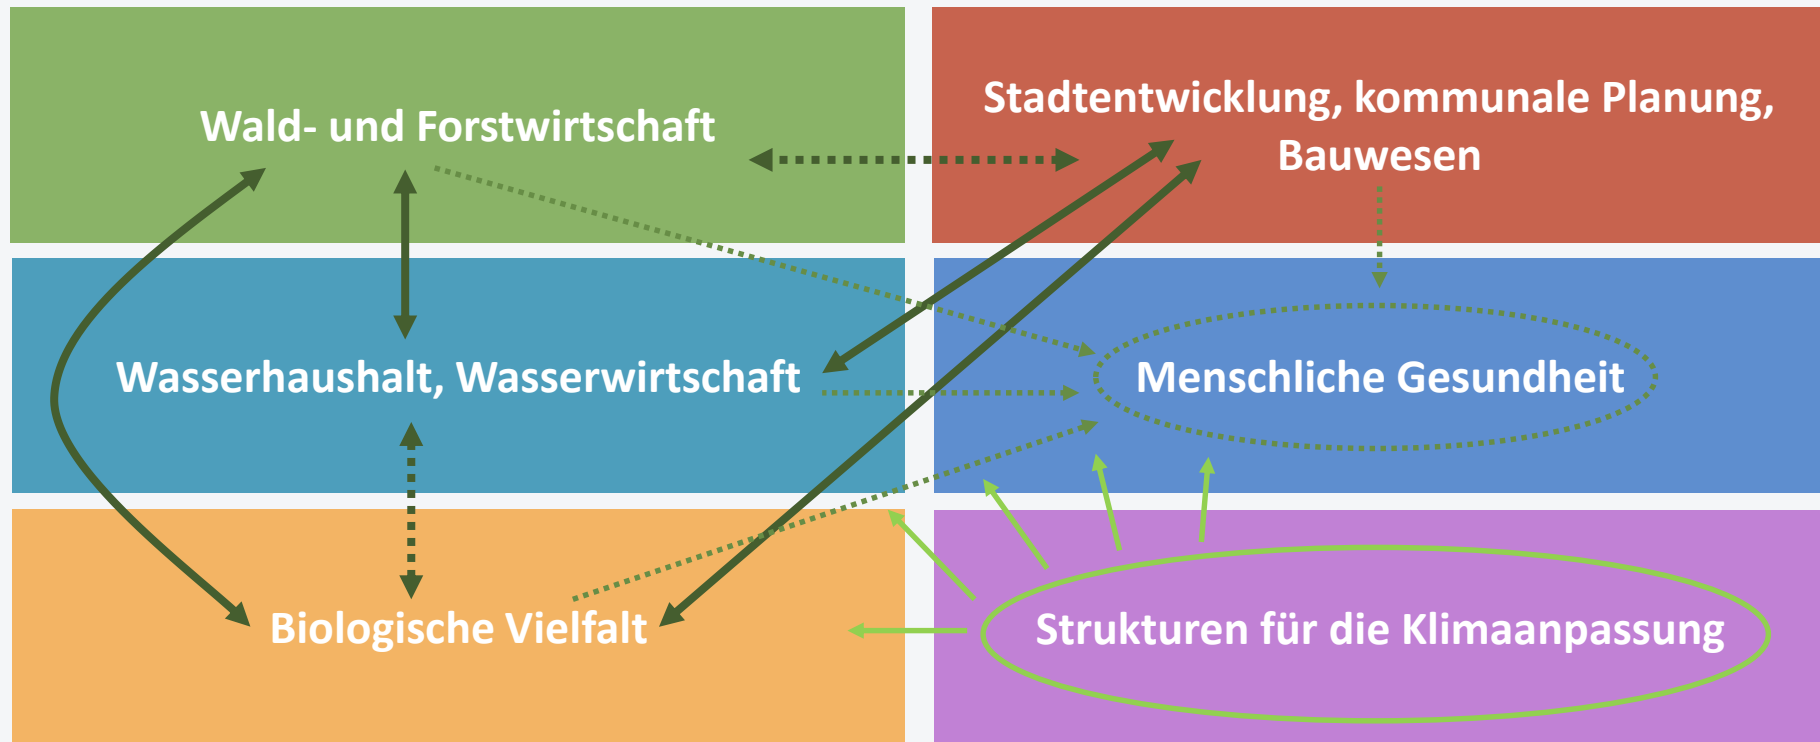 Wald- und Forstwirtschaft
Stadtentwicklung, kommunale Planung,
Bauwesen
Wasserhaushalt, Wasserwirtschaft
Menschliche Gesundheit
Biologische Vielfalt
Strukturen für die Klimaanpassung